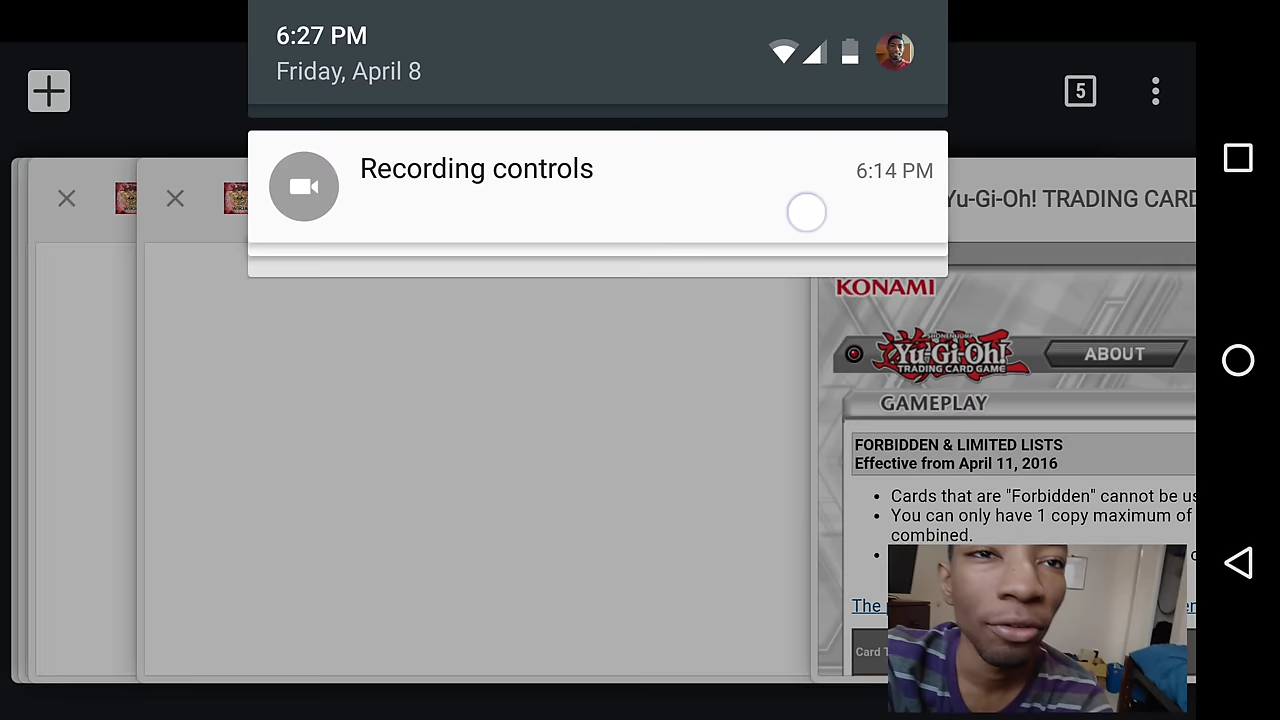 6:27 PM
Friday, April 8
5
Recording controls
6:14 PM
Yu-Gi-Oh! TRADING CARD
KONAMI
Yu-Gi-Oh!
TRADING CARD GAME
ABOUT
GAMEPLAY
FORBIDDEN & LIMITED LISTS
Effective from April 11, 2016
• Cards that are "Forbidden" cannot be us
• You can only have 1 copy maximum of
combined.
•
The
Card T